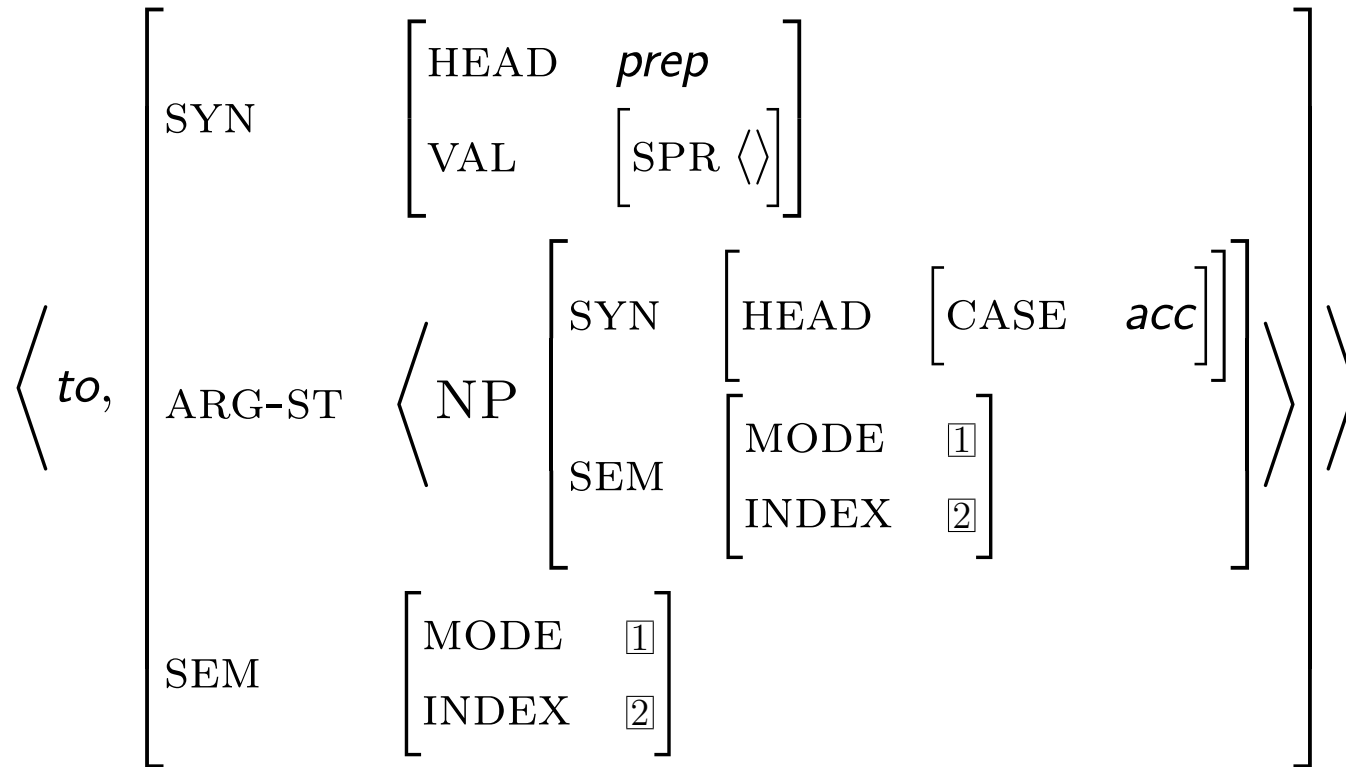 HEAD prep
SYN
VAL [SPR ⟨⟩]
SYN [HEAD [CASE acc]]
⟨to, ARG-ST ⟨NP
MODE 1
SEM
INDEX 2
MODE 1
SEM
INDEX 2